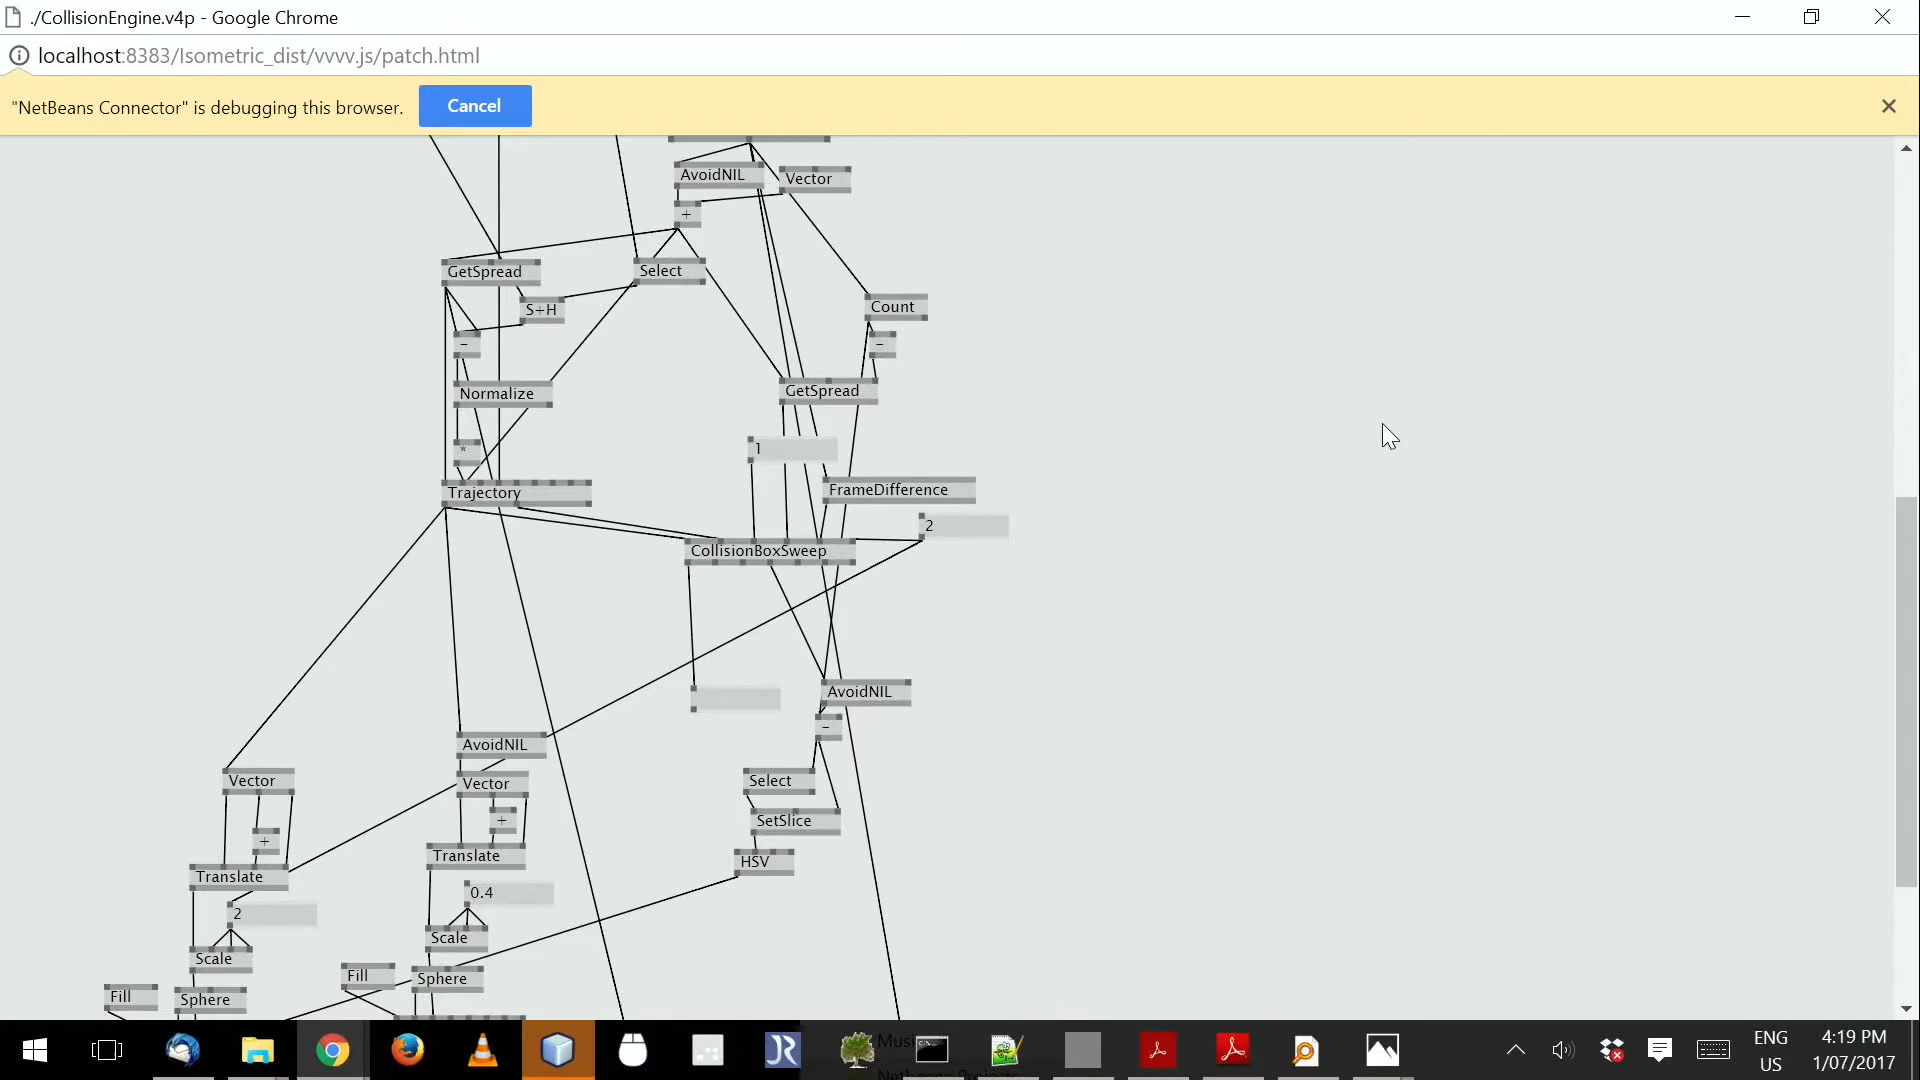 ./CollisionEngine.v4p - Google Chrome
localhost:8383/Isometric_dist/vvvv.js/patch.html
"NetBeans Connector" is debugging this browser.
Cancel
AvoidNIL
Vector
+
GetSpread
Select
S+H
Count
-
-
Normalize
GetSpread
*
1
Trajectory
FrameDifference
2
CollisionBoxSweep
AvoidNIL
-
AvoidNIL
Vector
Vector
Select
+
SetSlice
+
Translate
HSV
Translate
0.4
2
Scale
Scale
Fill
Sphere
Fill
Sphere
ENG
US
4:19 PM
1/07/2017